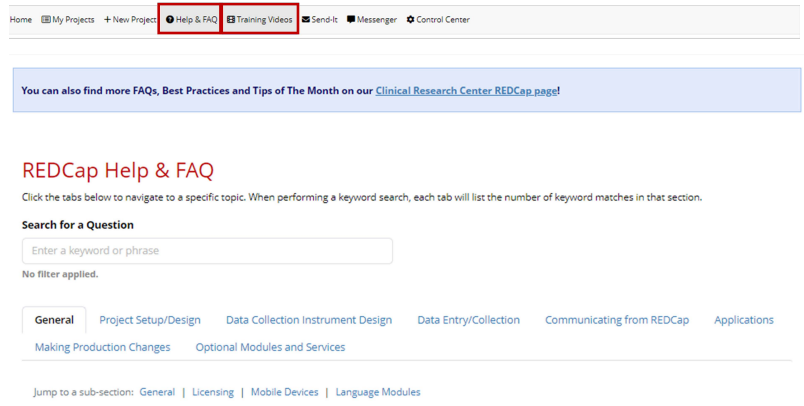 Home My Projects + New Project Help & FAQ Training Videos Send-It Messenger Control Center
You can also find more FAQs, Best Practices and Tips of The Month on our Clinical Research Center REDCap page!
REDCap Help & FAQ
Click the tabs below to navigate to a specific topic. When performing a keyword search, each tab will list the number of keyword matches in that section.
Search for a Question
Enter a keyword or phrase
No filter applied.
General Project Setup/Design Data Collection Instrument Design Data Entry/Collection Communicating from REDCap Applications
Making Production Changes Optional Modules and Services
Jump to a sub-section: General | Licensing | Mobile Devices | Language Modules